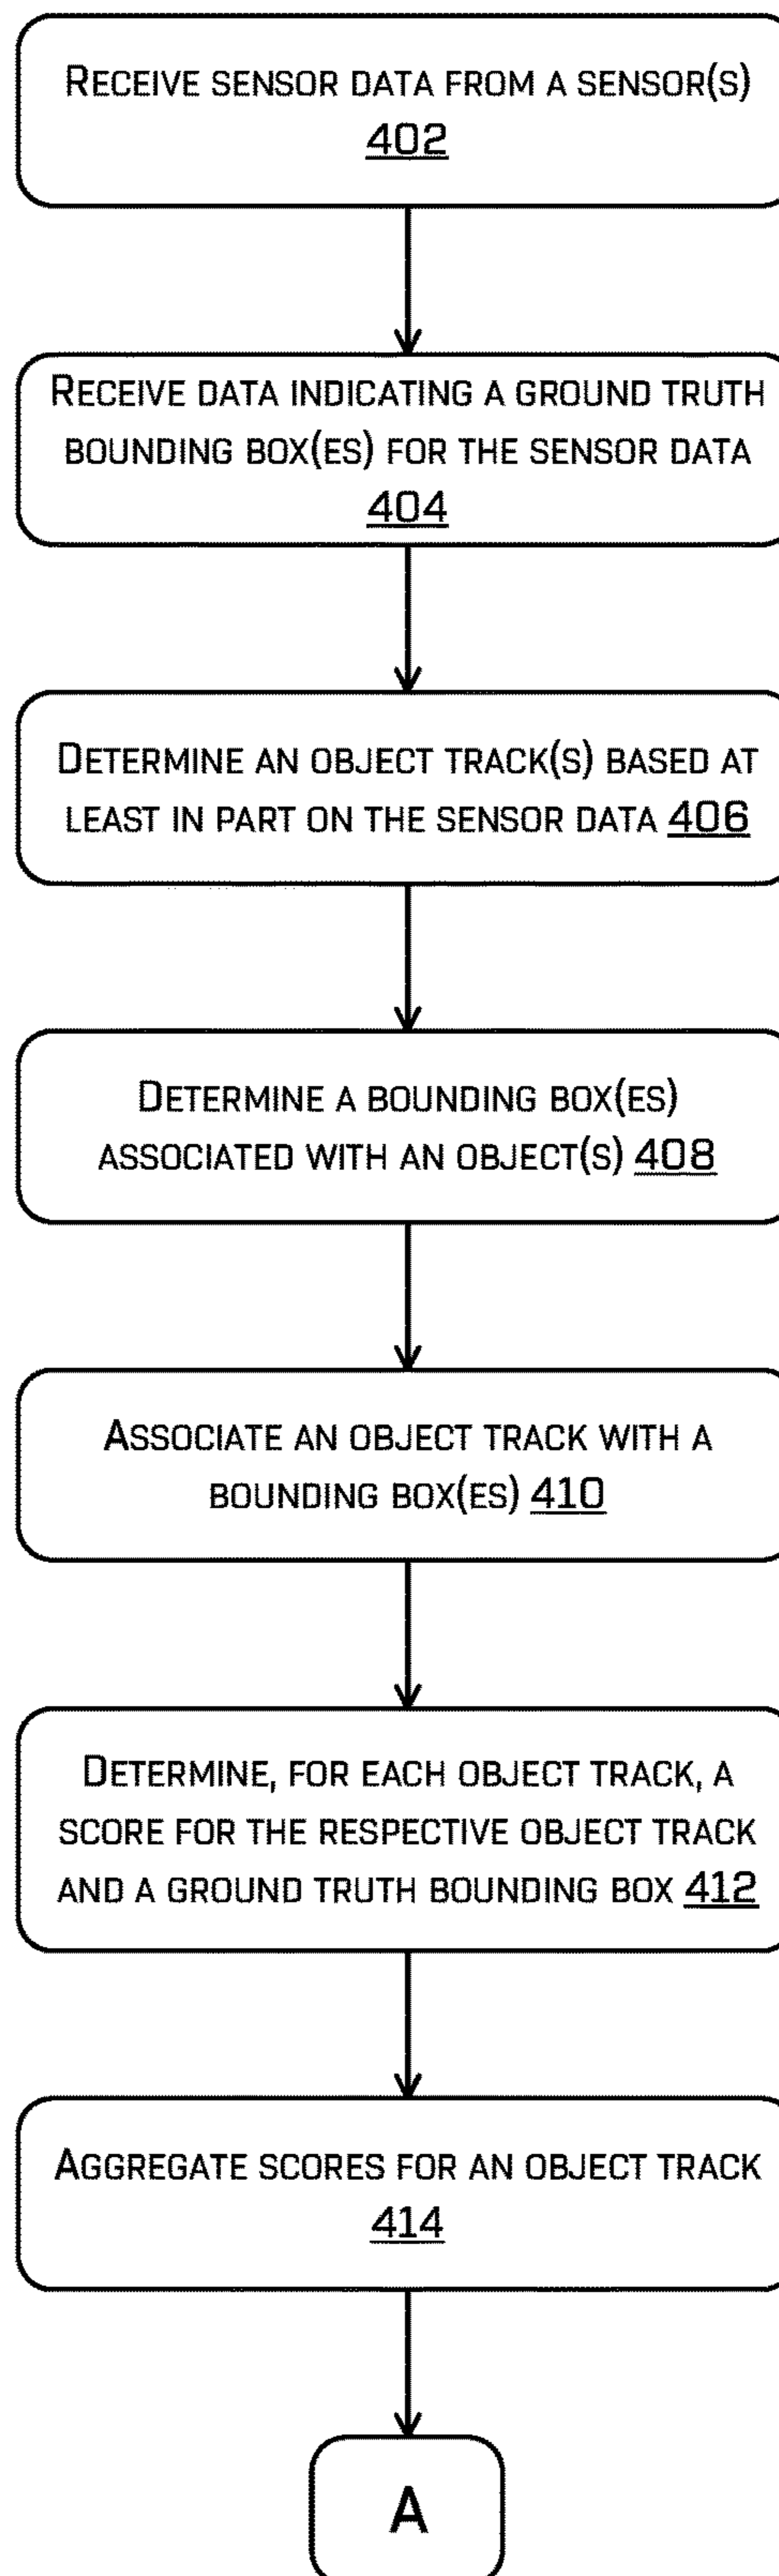 RECEIVE SENSOR DATA FROM A SENSOR(S)
402
RECEIVE DATA INDICATING A GROUND TRUTH
BOUNDING BOX(ES) FOR THE SENSOR DATA
404
DETERMINE AN OBJECT TRACK(S) BASED AT
LEAST IN PART ON THE SENSOR DATA 406
DETERMINE A BOUNDING BOX(ES)
ASSOCIATED WITH AN OBJECT(S) 408
ASSOCIATE AN OBJECT TRACK WITH A
BOUNDING BOX(ES) 410
DETERMINE, FOR EACH OBJECT TRACK, A
SCORE FOR THE RESPECTIVE OBJECT TRACK
AND A GROUND TRUTH BOUNDING BOX 412
AGGREGATE SCORES FOR AN OBJECT TRACK
414
A